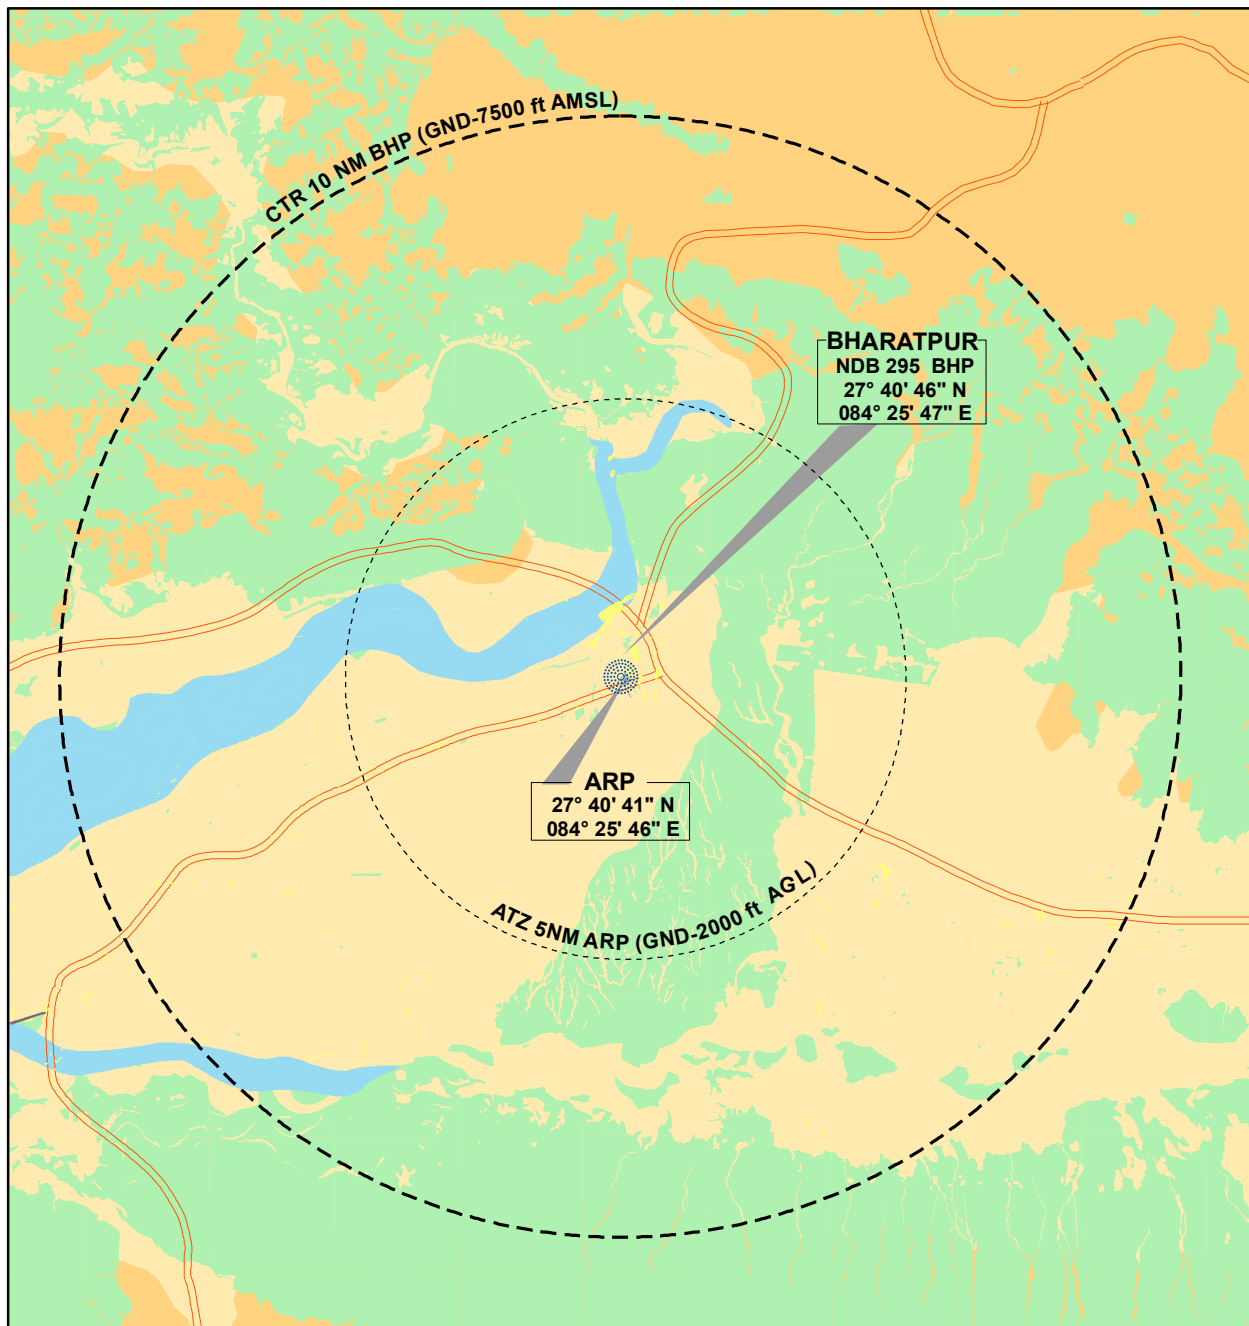 CTR 10 NM BHP (GND-7500 ft AMSL)
BHARATPUR
NDB 295 BHP
27° 40' 46" N
084° 25' 47" E
ARP
27° 40' 41" N
084° 25' 46" E
ATZ 5NM ARP (GND-2000 ft AGL)